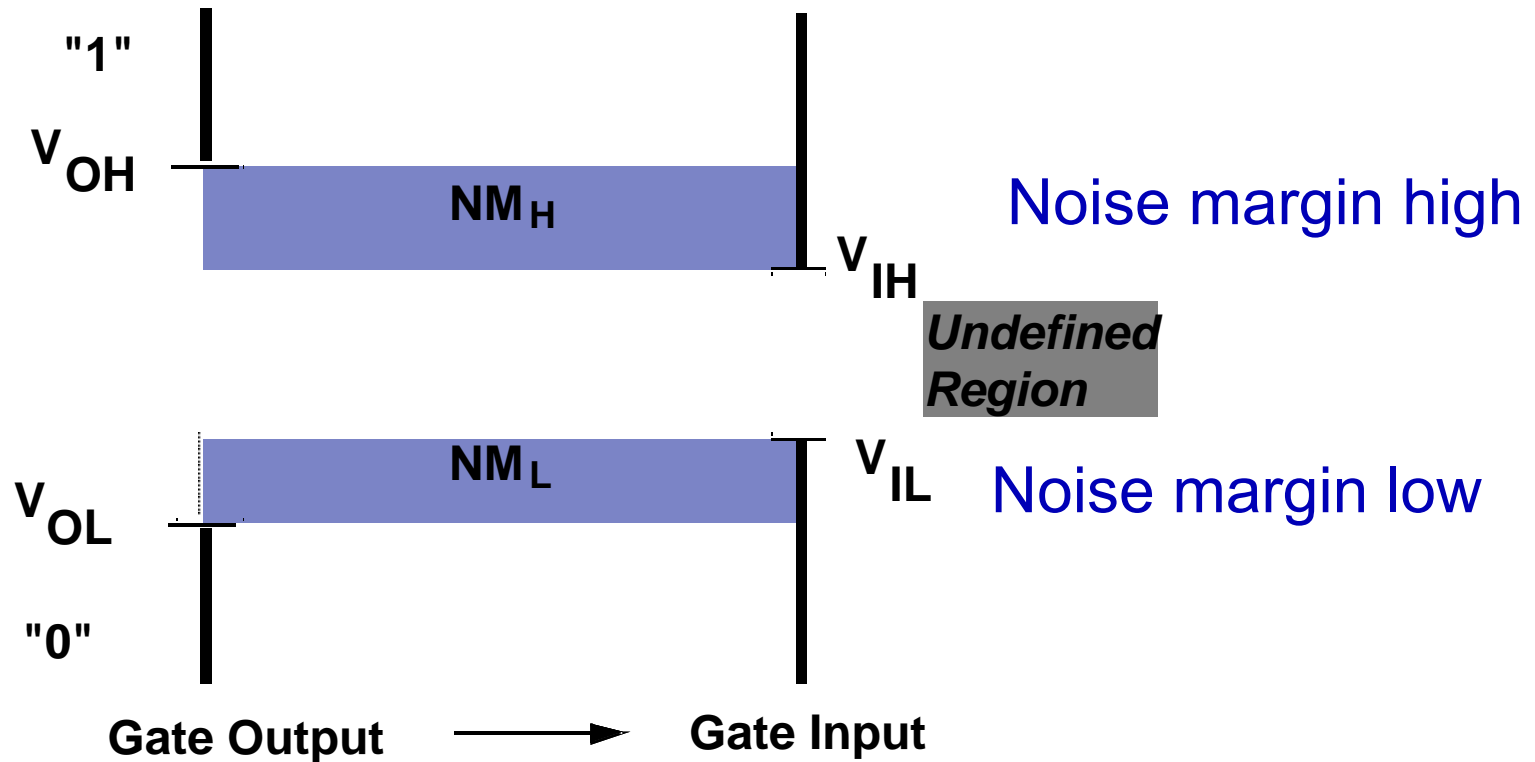 "1"
VOH
NMH
Noise margin high
VIH
Undefined
Region
NML
VIL
Noise margin low
VOL
"0"
Gate Output
Gate Input